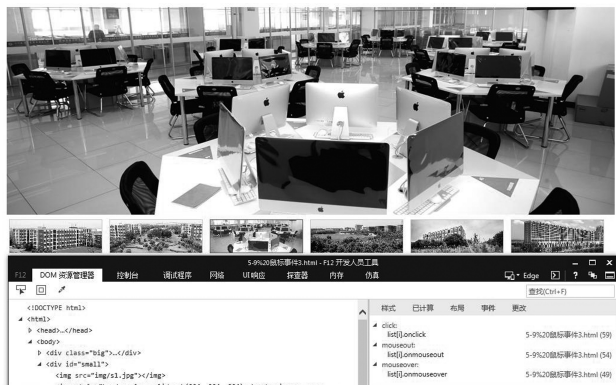 5-9%20鼠标事件3.html - F12 开发人员工具
F12 DOM 资源管理器 控制台 调试程序 网络 UI 响应 探查器 内存 仿真 Edge ?
查找(Ctrl+F)
<!DOCTYPE html>
<html>
<head>…</head>
<body>
<div class="big">…</div>
<div id="small">
<img src="img/s1.jpg"></img>
样式 已计算 布局 事件 更改
click:
list[i].onclick 5-9%20鼠标事件3.html (59)
mouseout:
list[i].onmouseout 5-9%20鼠标事件3.html (54)
mouseover:
list[i].onmouseover 5-9%20鼠标事件3.html (49)